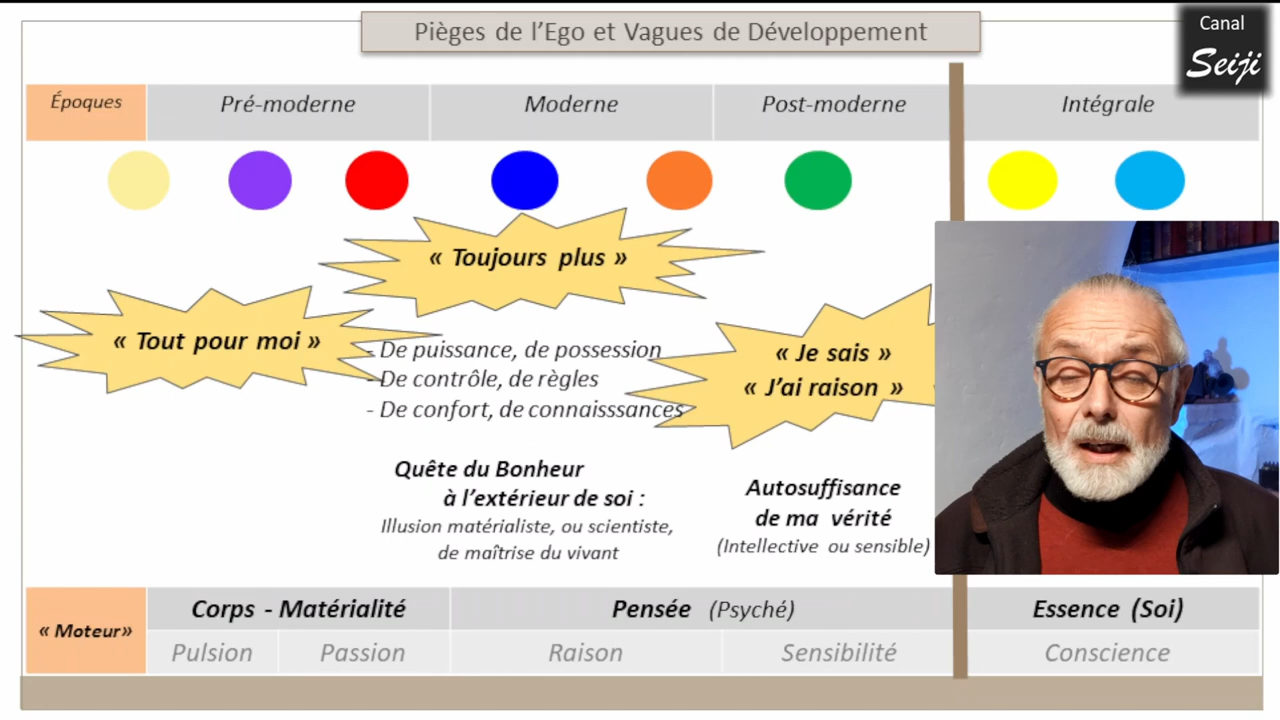 Pièges de l'Ego et Vagues de Développement
Canal
Seiji
Époques
Pré-moderne
Moderne
Post-moderne
Intégrale
« Toujours plus »
« Tout pour moi »
- De puissance, de possession
- De contrôle, de règles
- De confort, de connaisssances
« Je sais »
« J'ai raison »
Quête du Bonheur
à l'extérieur de soi :
Illusion matérialiste, ou scientiste,
de maîtrise du vivant
Autosuffisance
de ma vérité
(Intellective ou sensible)
« Moteur»
Corps - Matérialité
Pensée (Psyché)
Essence (Soi)
Pulsion
Passion
Raison
Sensibilité
Conscience